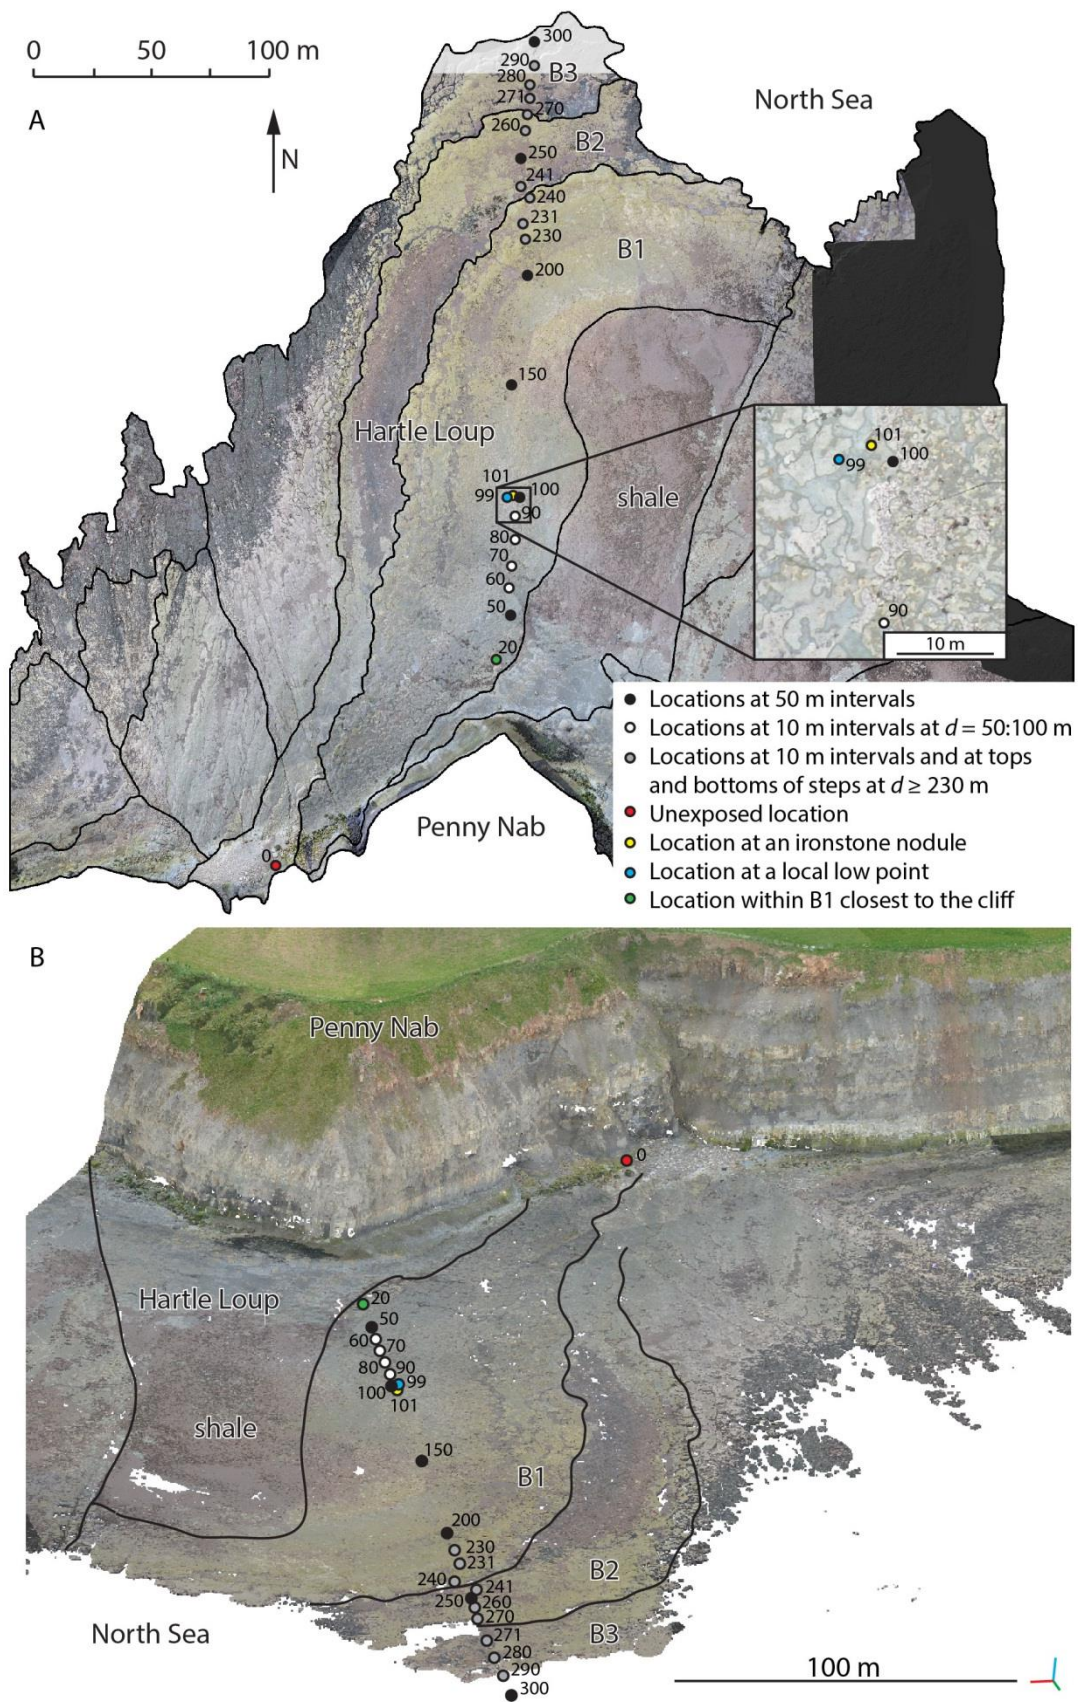 0 50 100 m
A
N
300
290
B3
280
271
270
260
B2
250
241
240
231
230
B1
200
North Sea
150
Hartle Loup
101
99 100
90
80
70
60
50
20
shale
101
99 100
90
10 m
0
Penny Nab
Locations at 50 m intervals
Locations at 10 m intervals at d = 50:100 m
Locations at 10 m intervals and at tops
and bottoms of steps at d ≥ 230 m
Unexposed location
Location at an ironstone nodule
Location at a local low point
Location within B1 closest to the cliff
B
Penny Nab
0
Hartle Loup
20
50
60
70
80 90
99
100
101
shale
150
B1
200
230
231
240 241
250 260
270
B2
271
B3
280
290
300
North Sea
100 m